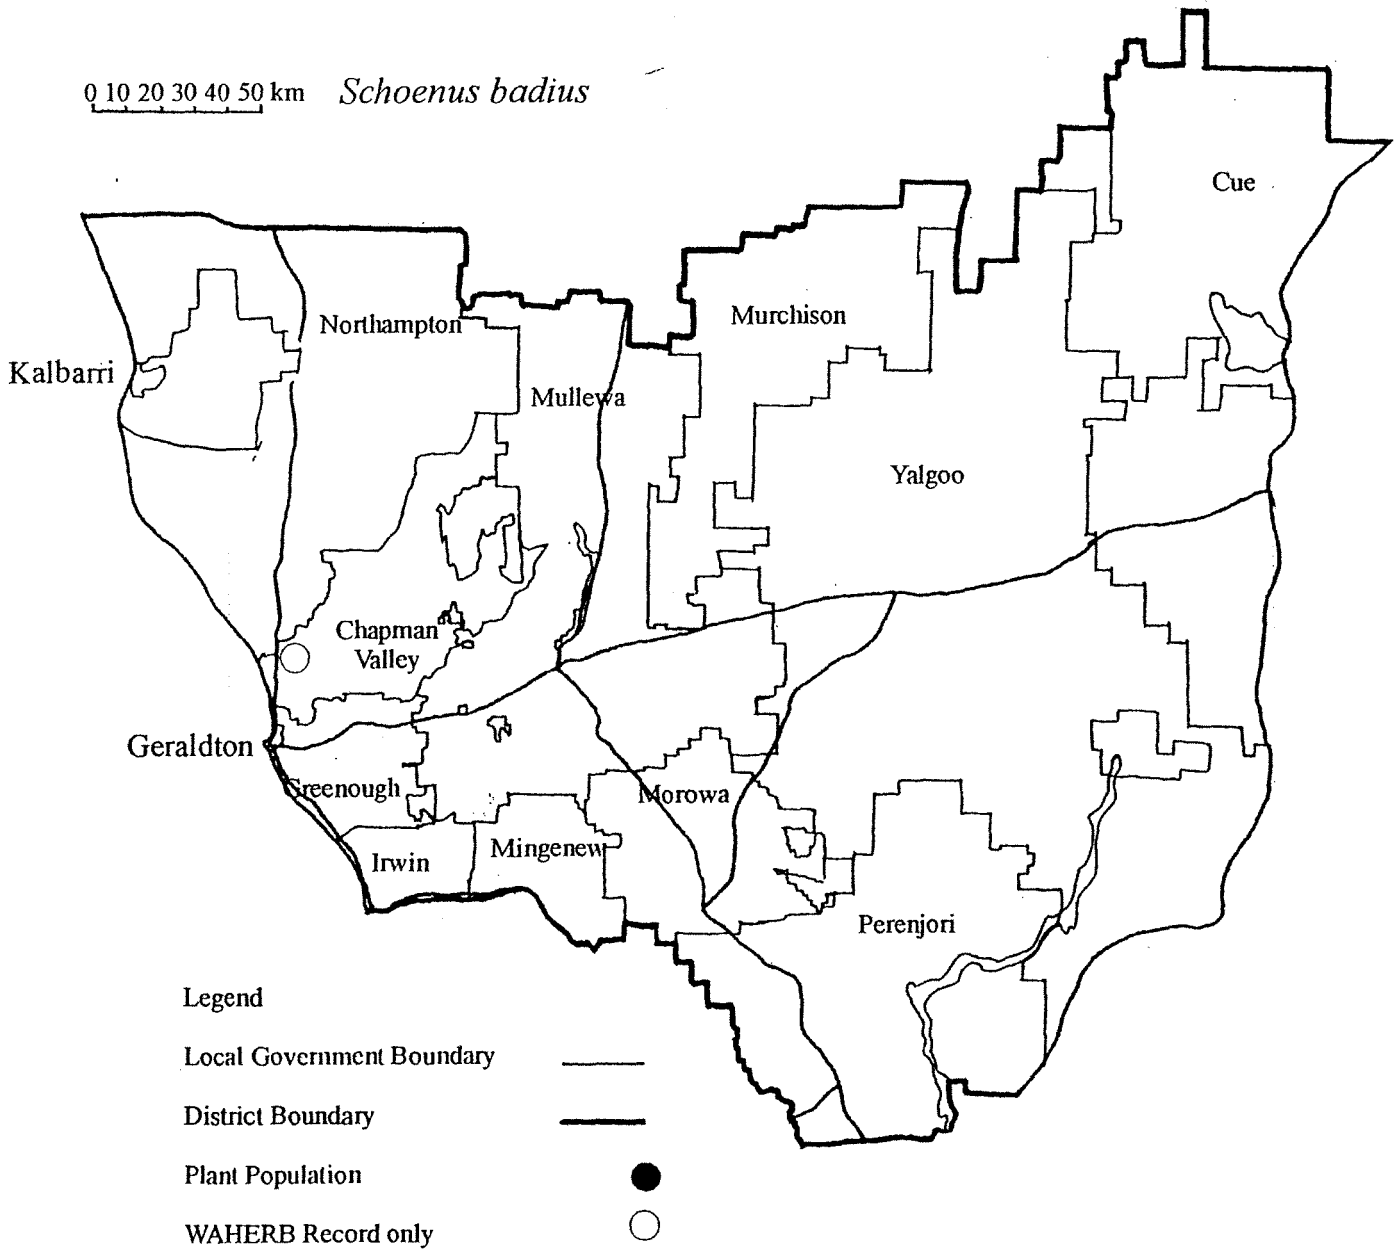 0 10 20 30 40 50 km
Schoenus badius
Cue
Northampton
Murchison
Kalbarri
Mullewa
Yalgoo
Chapman
Valley
Geraldton
Greenough
Morowa
Irwin
Mingenew
Perenjori
Legend
Local Government Boundary
District Boundary
Plant Population
WAHERB Record only